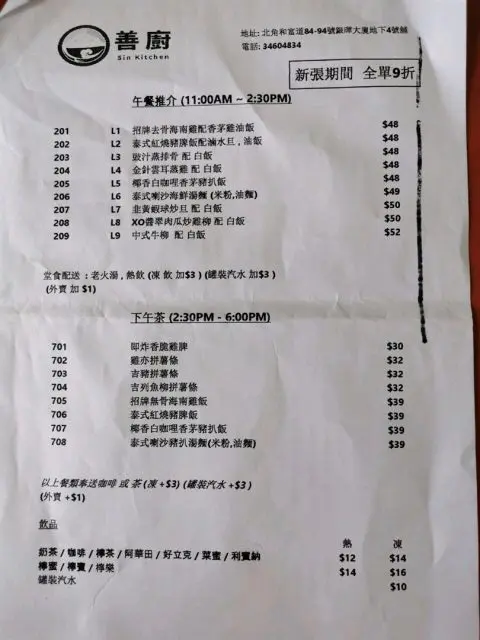 善廚
Sin Kitchen
地址: 北角和富道84-94號銀輝大廈地下4號舖
電話: 34604834
新張期間 全單9折
午餐推介 (11:00AM ~ 2:30PM)
201 L1 招牌去骨海南雞配香茅雞油飯 $48
202 L2 泰式紅燒豬脾飯配滷水旦 , 油飯 $48
203 L3 豉汁蒸排骨 配 白飯 $48
204 L4 金針雲耳蒸雞 配 白飯 $48
205 L5 椰香白咖哩香茅豬扒飯 $48
206 L6 泰式喇沙海鮮湯麵 (米粉,油麵) $49
207 L7 韭黃蝦球炒旦 配 白飯 $50
208 L8 XO醬翠肉瓜炒雞柳 配 白飯 $50
209 L9 中式牛柳 配 白飯 $52
堂食配送 : 老火湯 , 熱飲 (凍 飲 加$3 ) (罐裝汽水 加$3 )
(外賣 加 $1)
下午茶 (2:30PM - 6:00PM)
701 即炸香脆雞脾 $30
702 雞亦拼薯條 $32
703 吉豬拼薯條 $32
704 吉列魚柳拼薯條 $32
705 招牌無骨海南雞飯 $39
706 泰式紅燒豬脾飯 $39
707 椰香白咖哩香茅豬扒飯 $39
708 泰式喇沙豬扒湯麵(米粉,油麵) $39
以上餐類奉送咖啡 或 茶 (凍 +$3) (罐裝汽水 +$3 )
(外賣 +$1)
飲品
熱 凍
奶茶 / 咖啡 / 檸茶 / 阿華田 / 好立克 / 菜蜜 / 利賓納 $12 $14
檸蜜 / 檸賓 / 檸樂 $14 $16
罐裝汽水 $10